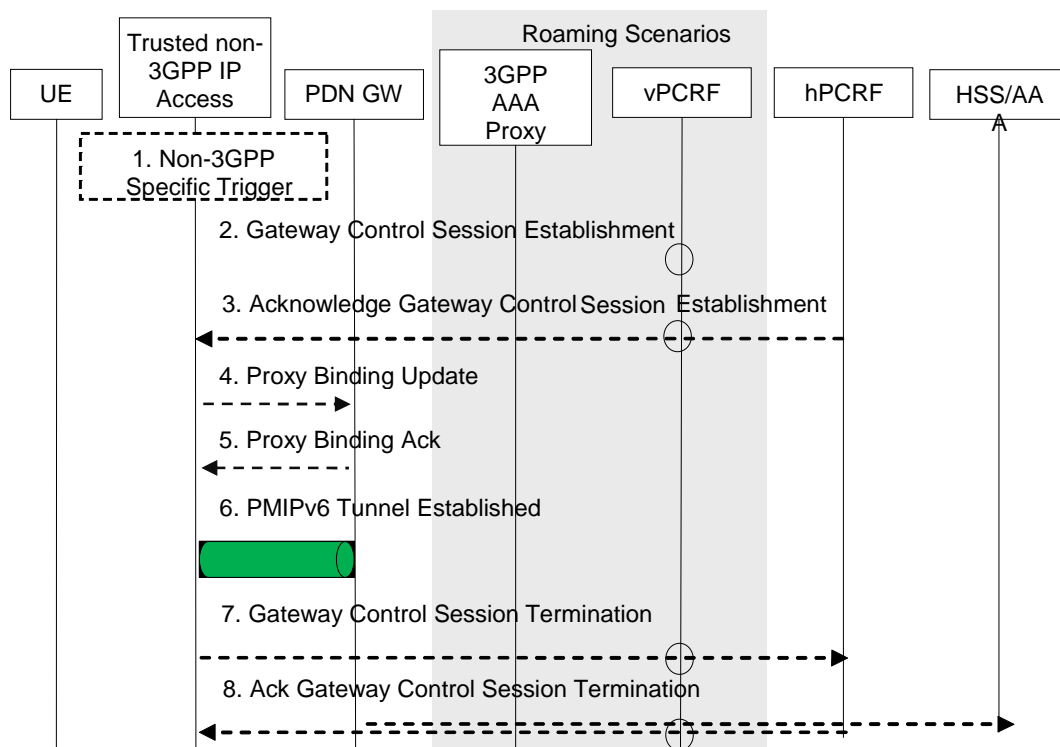 Roaming Scenarios
UE
Trusted non-
3GPP IP
Access
PDN GW
3GPP
AAA
Proxy
vPCRF
hPCRF
HSS/AA
A
1. Non-3GPP
Specific Trigger
2. Gateway Control Session Establishment
3. Acknowledge Gateway Control Session Establishment
4. Proxy Binding Update
5. Proxy Binding Ack
6. PMIPv6 Tunnel Established
7. Gateway Control Session Termination
8. Ack Gateway Control Session Termination